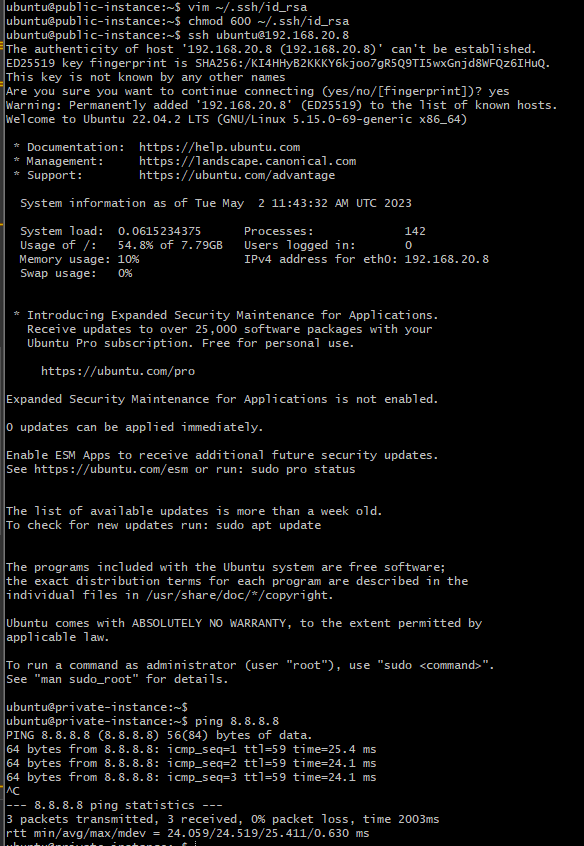 ubuntu@public-instance:~$ vim ~/.ssh/id_rsa
ubuntu@public-instance:~$ chmod 600 ~/.ssh/id_rsa
ubuntu@public-instance:~$ ssh ubuntu@192.168.20.8
The authenticity of host '192.168.20.8 (192.168.20.8)' can't be established.
ED25519 key fingerprint is SHA256:/KI4HHyB2KKKY6kjoo7gR5Q9TI5wxGnjd8WFQz6IHuQ.
This key is not known by any other names
Are you sure you want to continue connecting (yes/no/[fingerprint])? yes
Warning: Permanently added '192.168.20.8' (ED25519) to the list of known hosts.
Welcome to Ubuntu 22.04.2 LTS (GNU/Linux 5.15.0-69-generic x86_64)

 * Documentation:  https://help.ubuntu.com
 * Management:     https://landscape.canonical.com
 * Support:        https://ubuntu.com/advantage

  System information as of Tue May  2 11:43:32 AM UTC 2023

  System load:  0.0615234375      Processes:             142
  Usage of /:   54.8% of 7.79GB   Users logged in:       0
  Memory usage: 10%               IPv4 address for eth0: 192.168.20.8
  Swap usage:   0%

 * Introducing Expanded Security Maintenance for Applications.
   Receive updates to over 25,000 software packages with your
   Ubuntu Pro subscription. Free for personal use.

     https://ubuntu.com/pro

Expanded Security Maintenance for Applications is not enabled.

0 updates can be applied immediately.

Enable ESM Apps to receive additional future security updates.
See https://ubuntu.com/esm or run: sudo pro status

The list of available updates is more than a week old.
To check for new updates run: sudo apt update

The programs included with the Ubuntu system are free software;
the exact distribution terms for each program are described in the
individual files in /usr/share/doc/*/copyright.

Ubuntu comes with ABSOLUTELY NO WARRANTY, to the extent permitted by
applicable law.

To run a command as administrator (user "root"), use "sudo <command>".
See "man sudo_root" for details.

ubuntu@private-instance:~$
ubuntu@private-instance:~$ ping 8.8.8.8
PING 8.8.8.8 (8.8.8.8) 56(84) bytes of data.
64 bytes from 8.8.8.8: icmp_seq=1 ttl=59 time=25.4 ms
64 bytes from 8.8.8.8: icmp_seq=2 ttl=59 time=24.1 ms
64 bytes from 8.8.8.8: icmp_seq=3 ttl=59 time=24.1 ms
^C
--- 8.8.8.8 ping statistics ---
3 packets transmitted, 3 received, 0% packet loss, time 2003ms
rtt min/avg/max/mdev = 24.059/24.519/25.411/0.630 ms
ubuntu@private-instance:~$